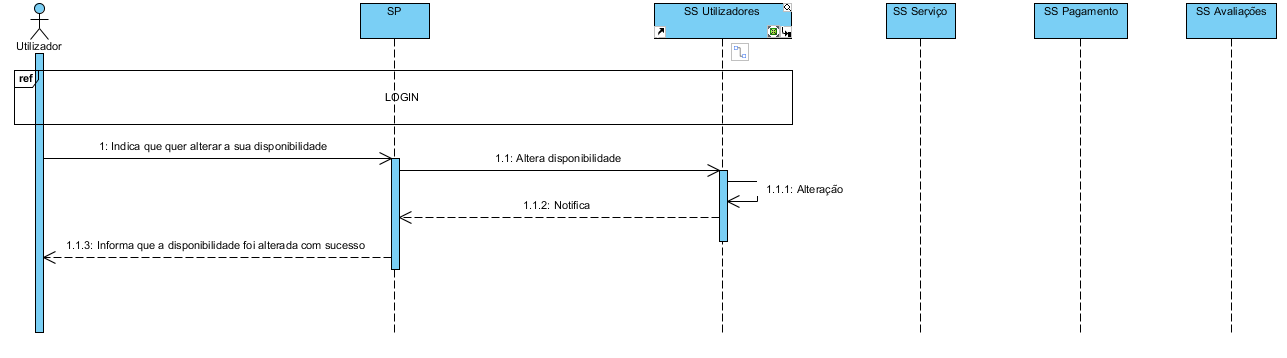 SP
SS Utilizadores
SS Serviço
SS Pagamento
SS Avaliações
Utilizador
ref
LOGIN
1: Indica que quer alterar a sua disponibilidade
1.1: Altera disponibilidade
1.1.1: Alteração
1.1.2: Notifica
1.1.3: Informa que a disponibilidade foi alterada com sucesso